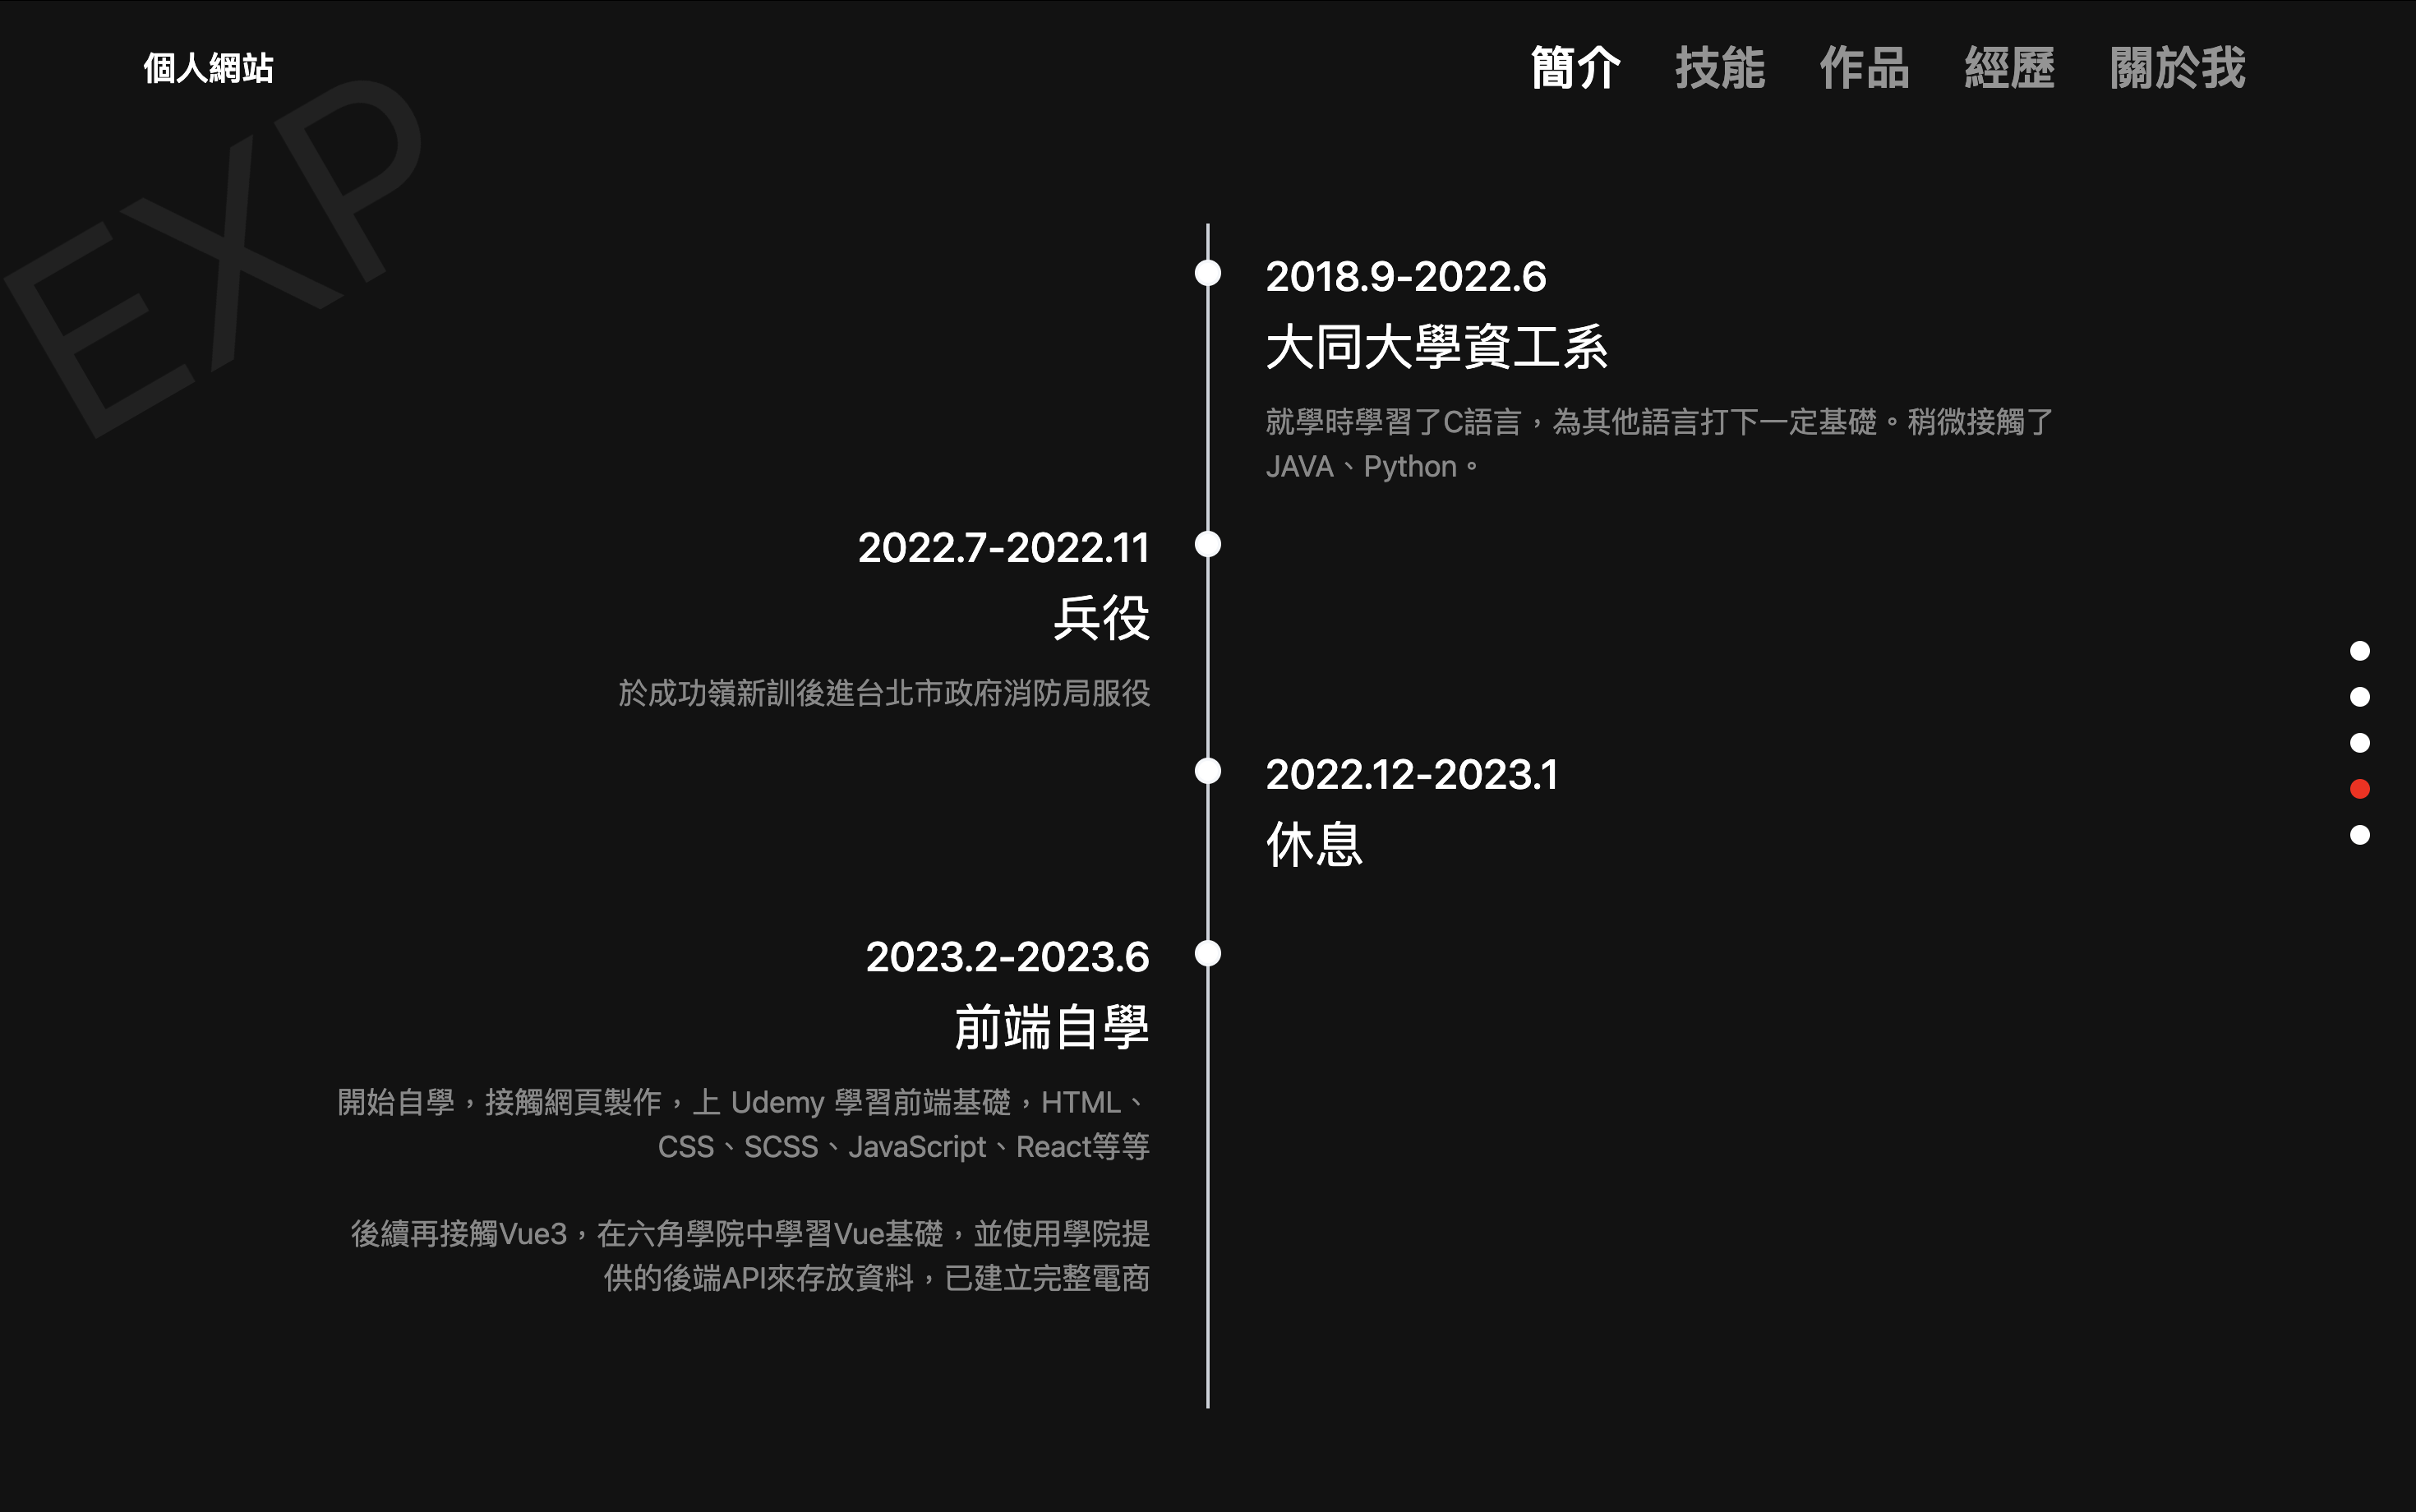 個人網站
簡介 技能 作品 經歷 關於我
EXP
2018.9-2022.6
大同大學資工系
就學時學習了C語言，為其他語言打下一定基礎。稍微接觸了
JAVA、Python。
2022.7-2022.11
兵役
於成功嶺新訓後進台北市政府消防局服役
2022.12-2023.1
休息
2023.2-2023.6
前端自學
開始自學，接觸網頁製作，上 Udemy 學習前端基礎，HTML、
CSS、SCSS、JavaScript、React等等
後續再接觸Vue3，在六角學院中學習Vue基礎，並使用學院提
供的後端API來存放資料，已建立完整電商